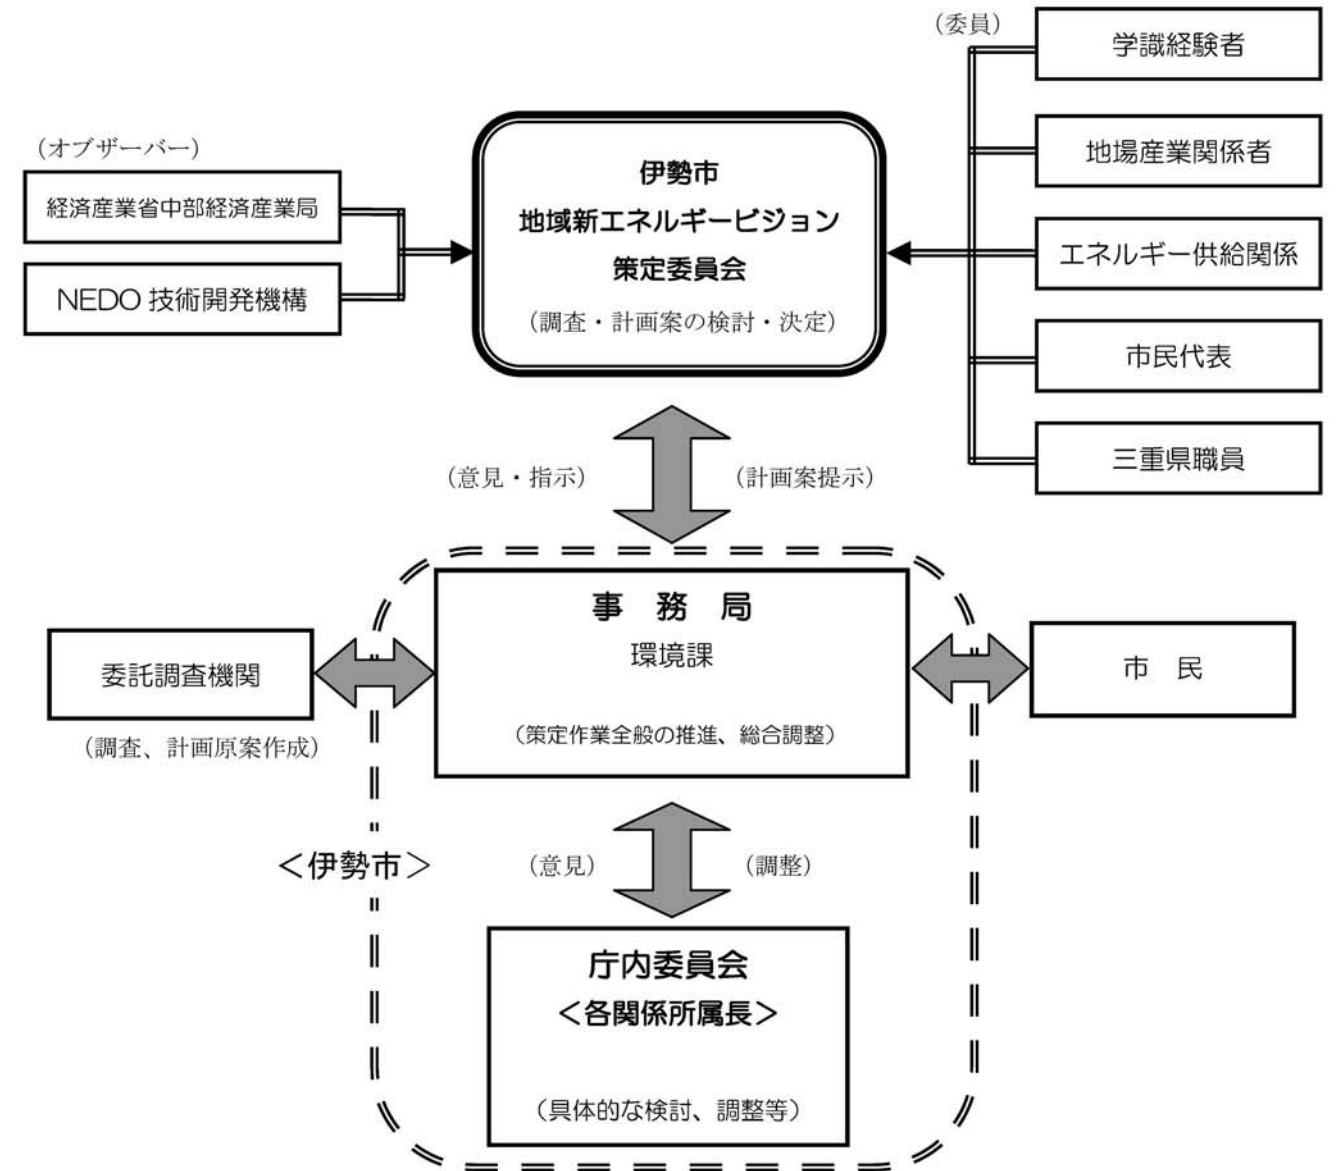 （委員）
学識経験者
地場産業関係者
エネルギー供給関係
市民代表
三重県職員
（オブザーバー）
経済産業省中部経済産業局
NEDO 技術開発機構
伊勢市
地域新エネルギービジョン
策定委員会
（調査・計画案の検討・決定）
（意見・指示）
（計画案提示）
事　務　局
環境課
（策定作業全般の推進、総合調整）
委託調査機関
（調査、計画原案作成）
市　民
＜伊勢市＞
（意見）
（調整）
庁内委員会
＜各関係所属長＞
（具体的な検討、調整等）